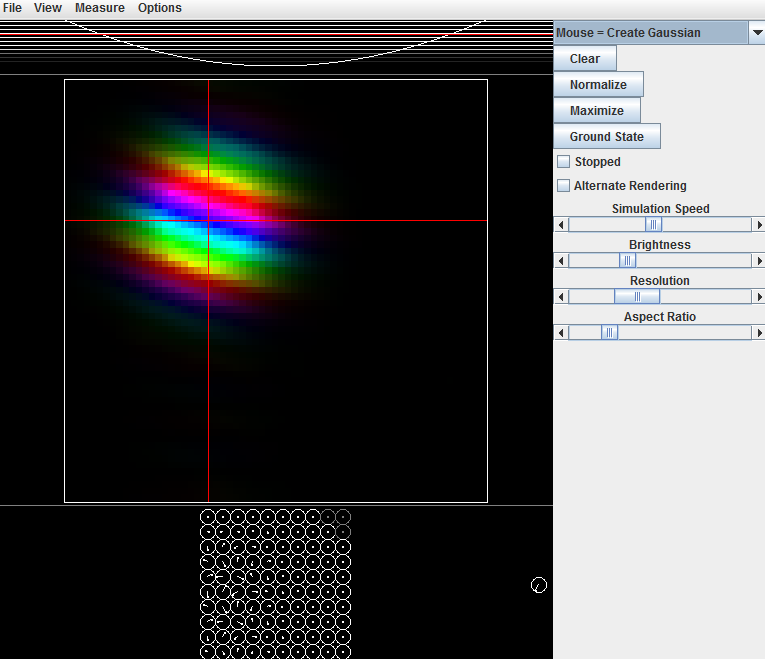 File View Measure Options
Mouse = Create Gaussian
Clear
Normalize
Maximize
Ground State
Stopped
Alternate Rendering
Simulation Speed
Brightness
Resolution
Aspect Ratio